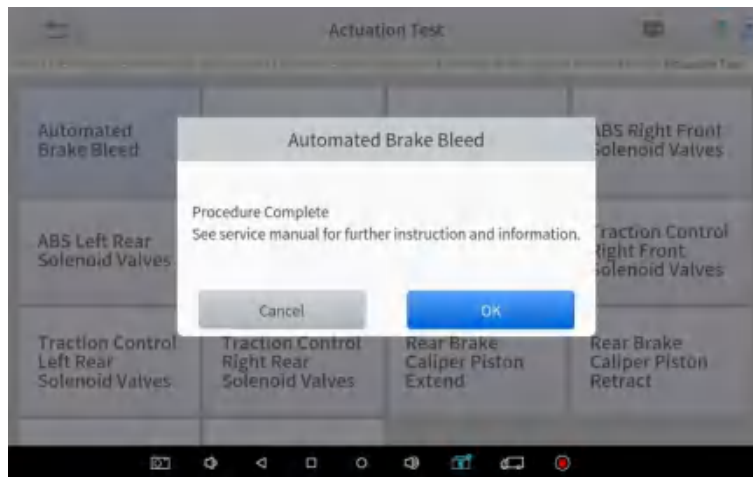 Actuation Test
Automated
Brake Bleed
ABS Right Front
Solenoid Valves
Automated Brake Bleed
Procedure Complete
See service manual for further instruction and information.
Cancel
OK
ABS Left Rear
Solenoid Valves
Traction Control
Right Front
Solenoid Valves
Traction Control
Left Rear
Solenoid Valves
Traction Control
Right Rear
Solenoid Valves
Rear Brake
Caliper Piston
Extend
Rear Brake
Caliper Piston
Retract